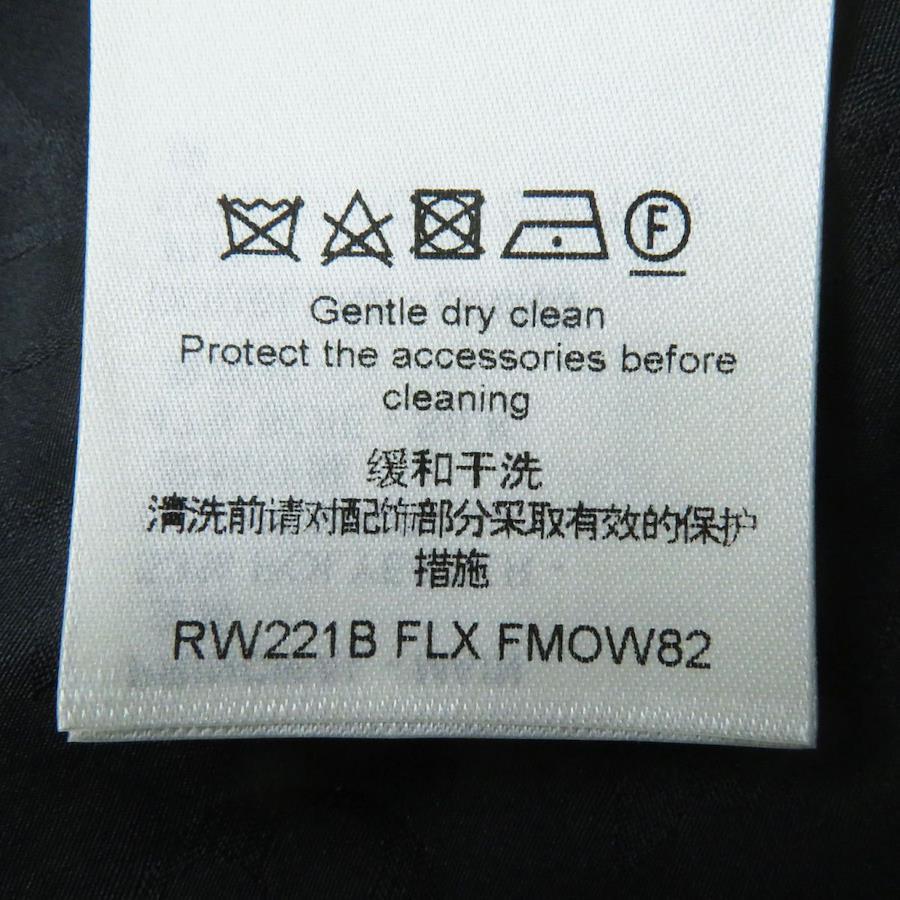 F
Gentle dry clean
Protect the accessories before
cleaning
缓和干洗
清洗前请对配饰部分采取有效的保护
措施
RW221B FLX FMOW82